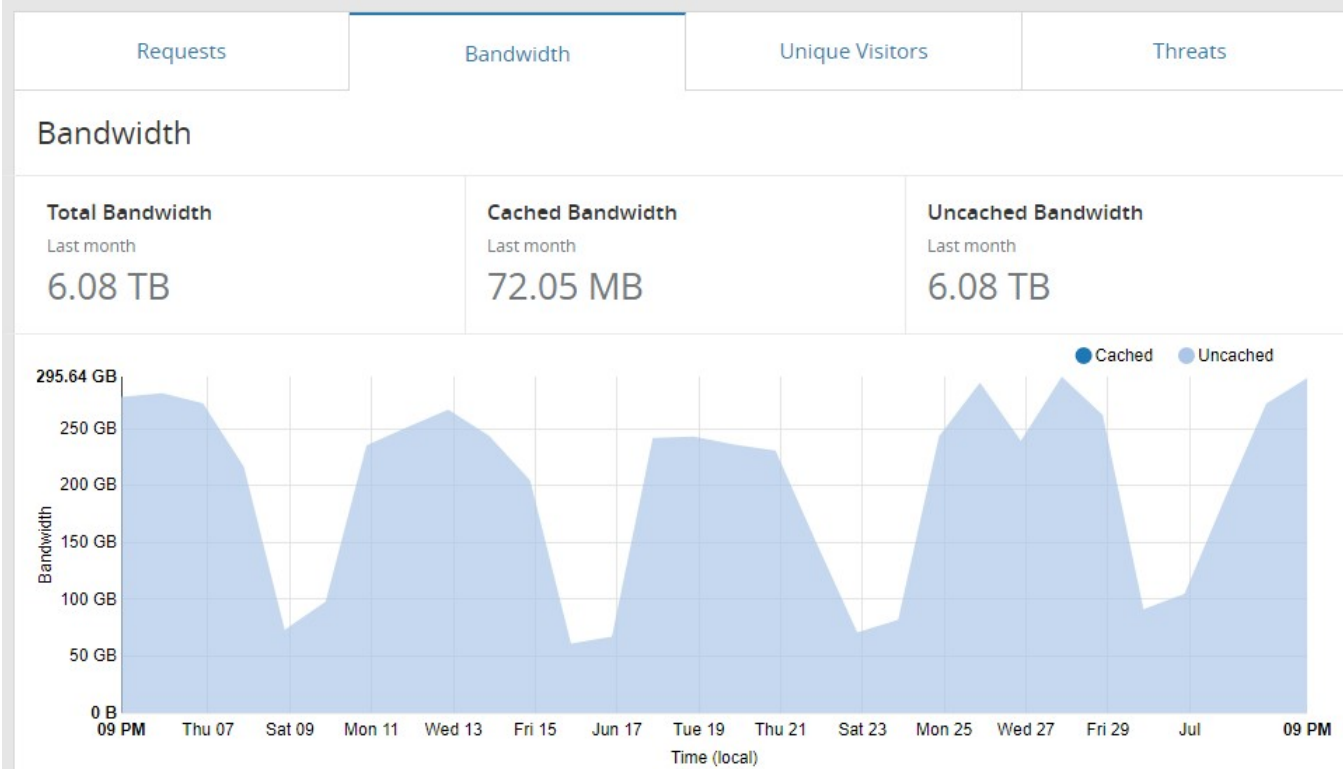 Requests Bandwidth Unique Visitors Threats
Bandwidth
Total Bandwidth Cached Bandwidth Uncached Bandwidth
Last month Last month Last month
6.08 TB 72.05 MB 6.08 TB
Cached Uncached
295.64 GB
250 GB
200 GB
150 GB
100 GB
50 GB
0 B
Bandwidth
09 PM Thu 07 Sat 09 Mon 11 Wed 13 Fri 15 Jun 17 Tue 19 Thu 21 Sat 23 Mon 25 Wed 27 Fri 29 Jul 09 PM
Time (local)